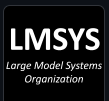 LMSYS
Large Model Systems
Organization